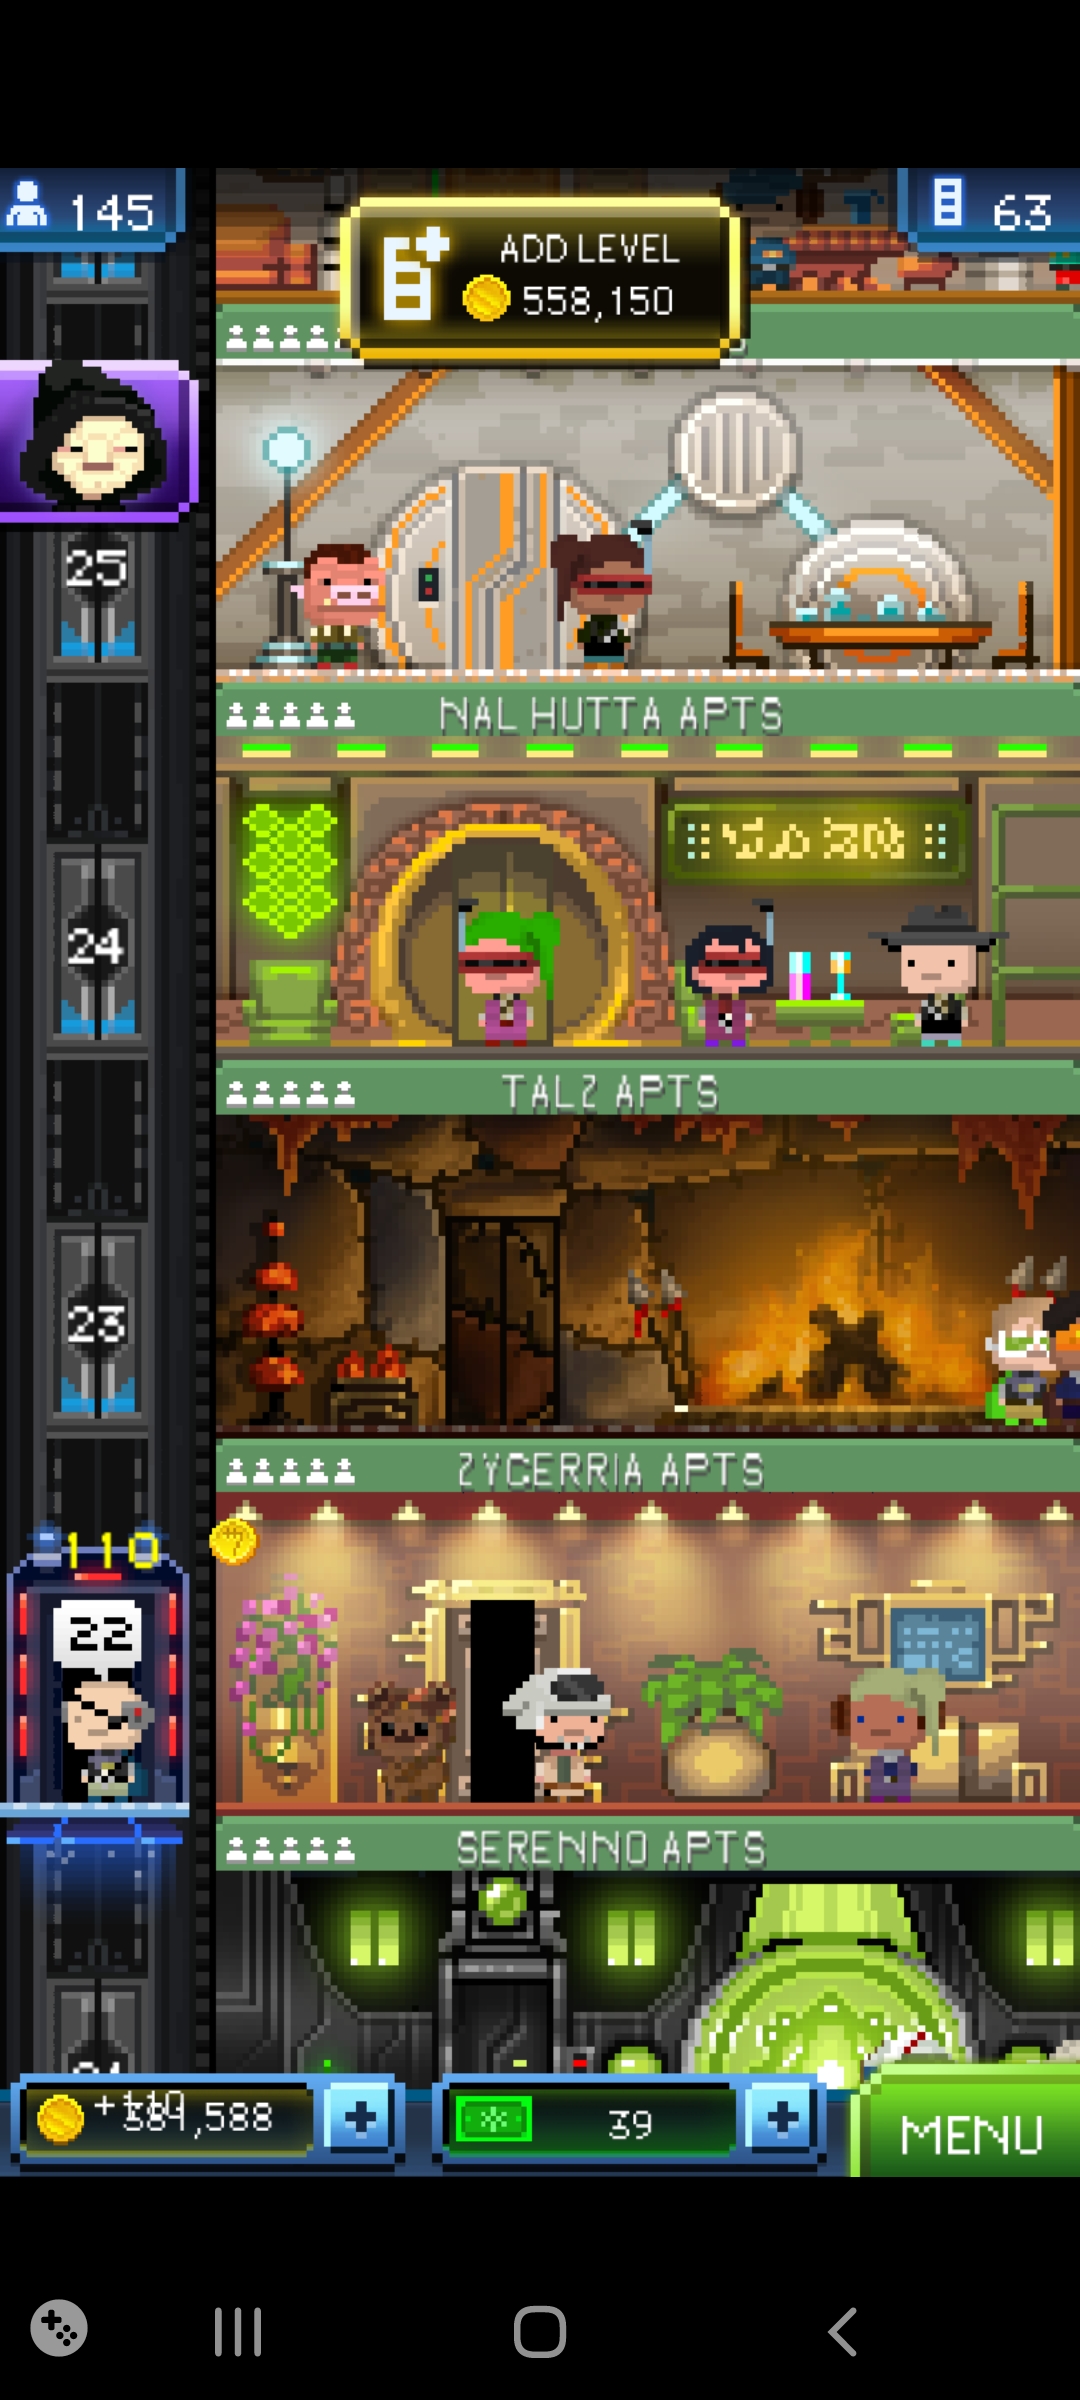 145
ADD LEVEL
558,150
63
25
NAL HUTTA APTS
24
TALZ APTS
23
ZYGERRIA APTS
110
22
SERENNO APTS
39
MENU